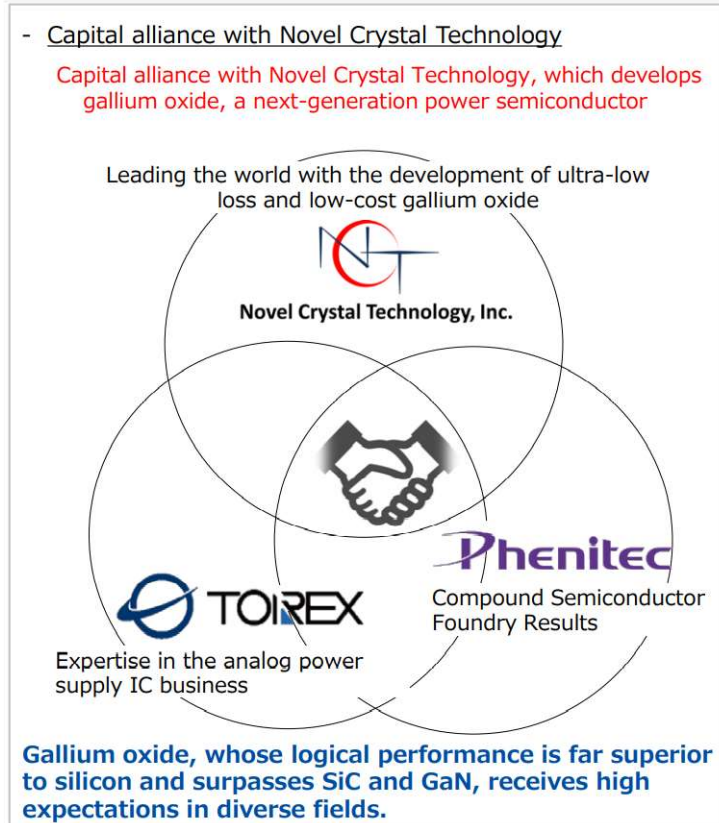 - Capital alliance with Novel Crystal Technology
Capital alliance with Novel Crystal Technology, which develops
gallium oxide, a next-generation power semiconductor
Leading the world with the development of ultra-low
loss and low-cost gallium oxide
NCT
Novel Crystal Technology, Inc.
Phenitec
TOIREX
Compound Semiconductor
Foundry Results
Expertise in the analog power
supply IC business
Gallium oxide, whose logical performance is far superior
to silicon and surpasses SiC and GaN, receives high
expectations in diverse fields.